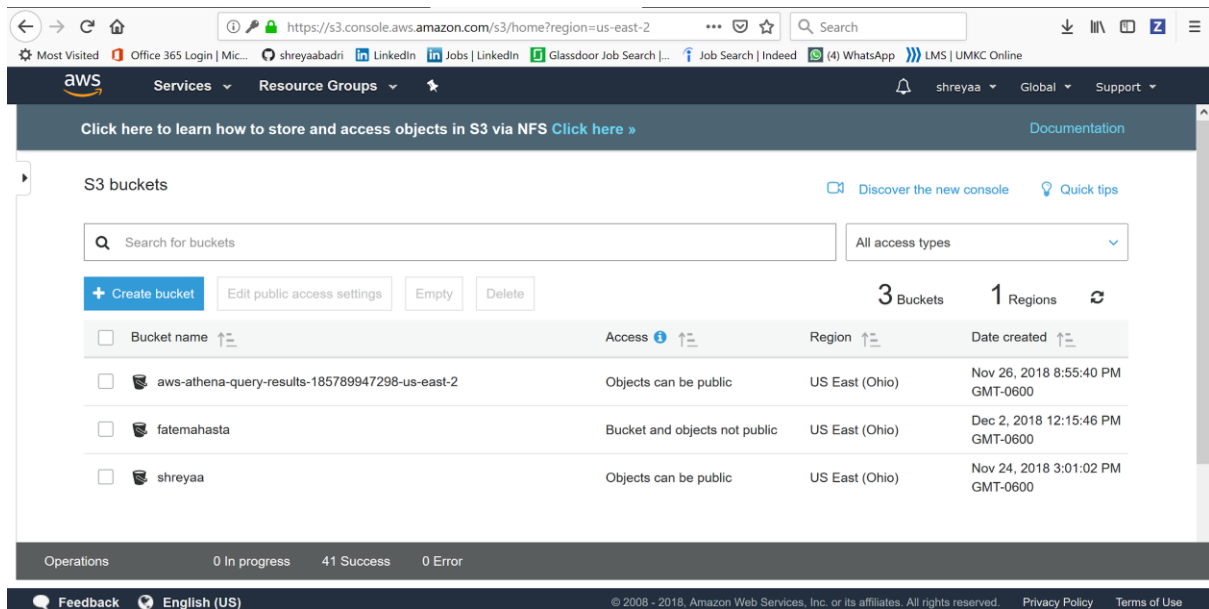 https://s3.console.aws.amazon.com/s3/home?region=us-east-2 Search
Most Visited Office 365 Login | Mic... shreyaabadri LinkedIn Jobs | LinkedIn Glassdoor Job Search |... Job Search | Indeed (4) WhatsApp LMS | UMKC Online
aws Services Resource Groups shreyaa Global Support
Click here to learn how to store and access objects in S3 via NFS Click here » Documentation
S3 buckets Discover the new console Quick tips
Search for buckets All access types
+ Create bucket Edit public access settings Empty Delete 3 Buckets 1 Regions
Bucket name Access Region Date created
aws-athena-query-results-185789947298-us-east-2 Objects can be public US East (Ohio) Nov 26, 2018 8:55:40 PM
GMT-0600
fatemahasta Bucket and objects not public US East (Ohio) Dec 2, 2018 12:15:46 PM
GMT-0600
shreyaa Objects can be public US East (Ohio) Nov 24, 2018 3:01:02 PM
GMT-0600
Operations 0 In progress 41 Success 0 Error
Feedback English (US) © 2008 - 2018, Amazon Web Services, Inc. or its affiliates. All rights reserved. Privacy Policy Terms of Use